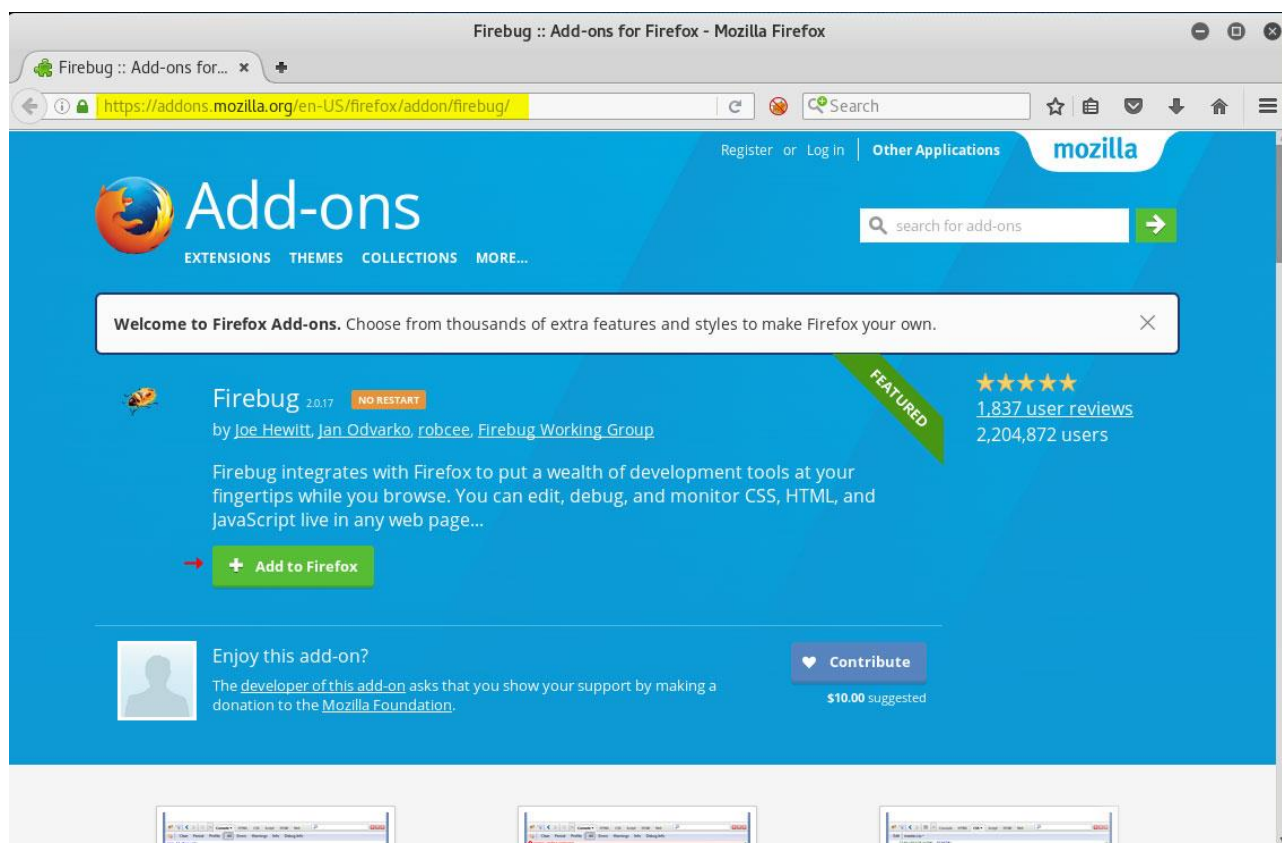 Firebug :: Add-ons for Firefox - Mozilla Firefox
Firebug :: Add-ons for...
https://addons.mozilla.org/en-US/firefox/addon/firebug/
Search
Register or Log in Other Applications mozilla
Add-ons
search for add-ons
EXTENSIONS THEMES COLLECTIONS MORE...
Welcome to Firefox Add-ons. Choose from thousands of extra features and styles to make Firefox your own.
FEATURED
Firebug 2.0.17 NO RESTART
by Joe Hewitt, Jan Odvarko, robcee, Firebug Working Group
1,837 user reviews
2,204,872 users
Firebug integrates with Firefox to put a wealth of development tools at your
fingertips while you browse. You can edit, debug, and monitor CSS, HTML, and
JavaScript live in any web page...
Add to Firefox
Enjoy this add-on?
The developer of this add-on asks that you show your support by making a
donation to the Mozilla Foundation.
Contribute
$10.00 suggested